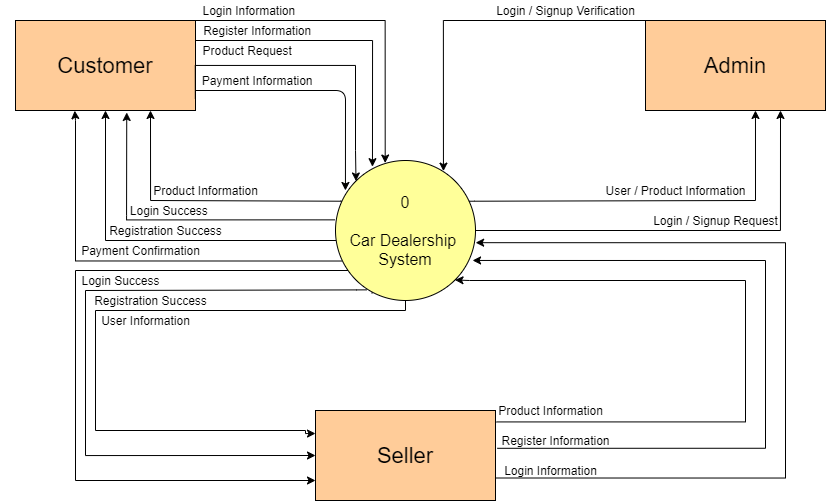 Login Information
Login / Signup Verification
Register Information
Product Request
Customer
Admin
Payment Information
Product Information
User / Product Information
0
Login Success
Login / Signup Request
Registration Success
Car Dealership
System
Payment Confirmation
Login Success
Registration Success
User Information
Product Information
Register Information
Seller
Login Information